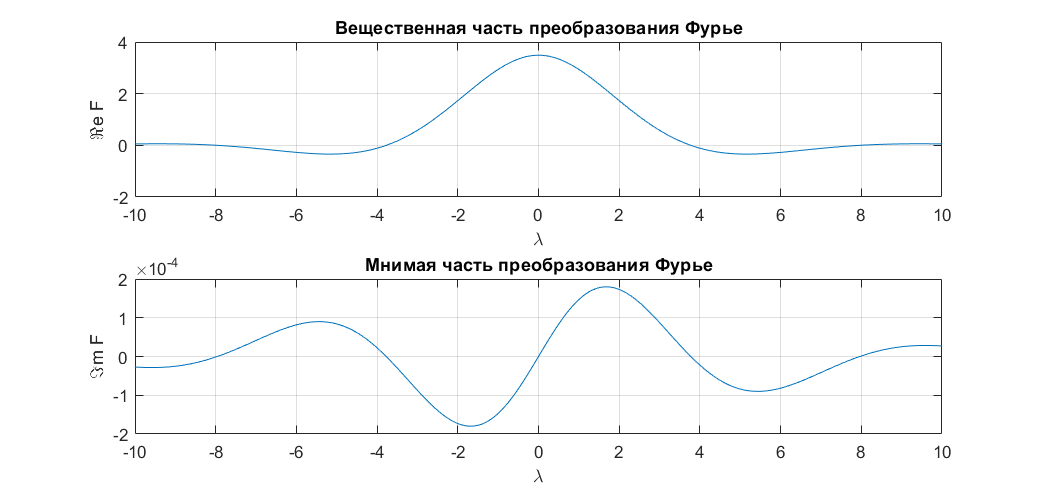 Вещественная часть преобразования Фурье
4
2
0
-2
ℜe F
-10 -8 -6 -4 -2 0 2 4 6 8 10
λ
Мнимая часть преобразования Фурье
×10-4
2
1
0
-1
-2
ℑm F
-10 -8 -6 -4 -2 0 2 4 6 8 10
λ